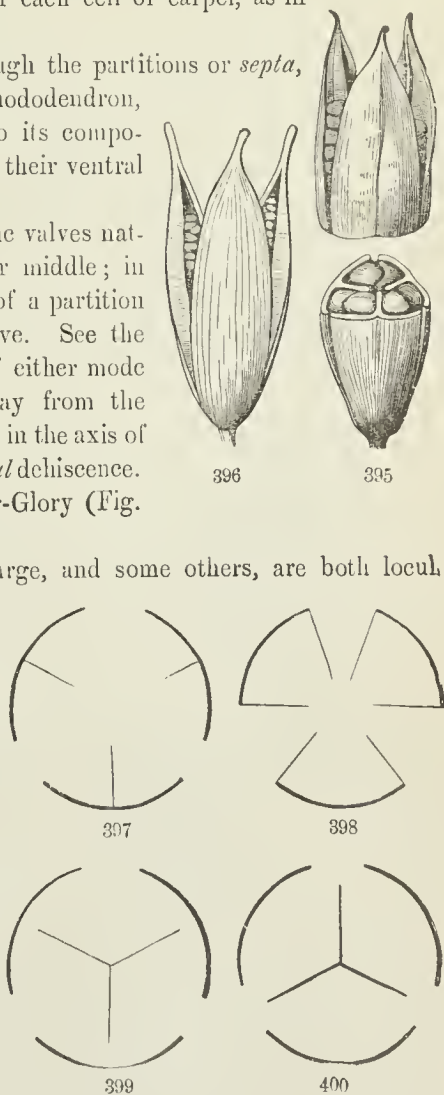 each cell or carpel, as in
ugh the partitions or septa,
hododendron,
o its compo-
their ventral
valves nat-
r middle; in
of a partition
ve. See the
either mode
ay from the
in the axis of
dehiscence.
-Glory (Fig.
396
395
arge, and some others, are both locul
397
398
399
400